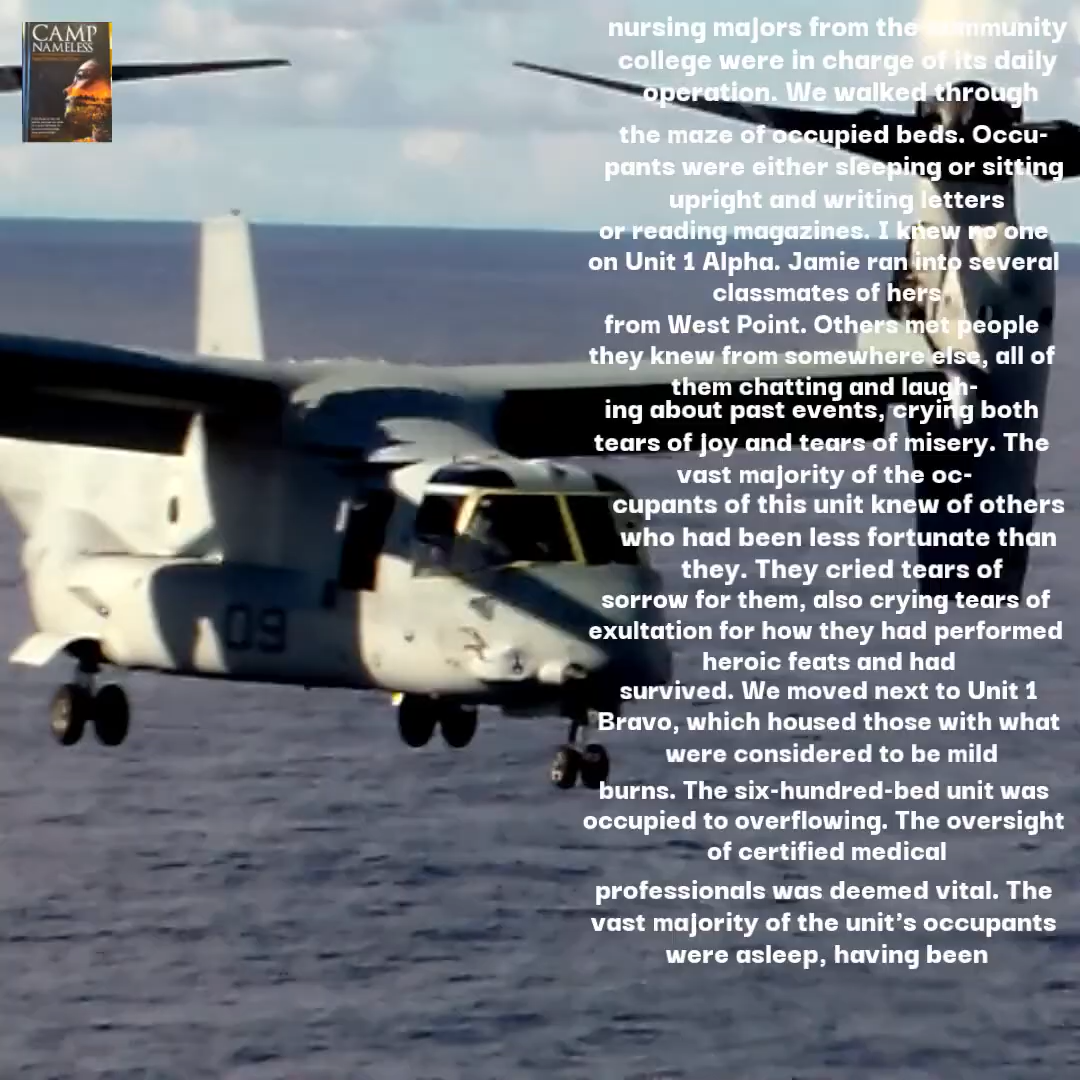 CAMP
NAMELESS
nursing majors from the community
college were in charge of its daily
operation. We walked through
the maze of occupied beds. Occu-
pants were either sleeping or sitting
upright and writing letters
or reading magazines. I knew no one
on Unit 1 Alpha. Jamie ran into several
classmates of hers
from West Point. Others met people
they knew from somewhere else, all of
them chatting and laugh-
ing about past events, crying both
tears of joy and tears of misery. The
vast majority of the oc-
cupants of this unit knew of others
who had been less fortunate than
they. They cried tears of
sorrow for them, also crying tears of
exultation for how they had performed
heroic feats and had
survived. We moved next to Unit 1
Bravo, which housed those with what
were considered to be mild
burns. The six-hundred-bed unit was
occupied to overflowing. The oversight
of certified medical
professionals was deemed vital. The
vast majority of the unit's occupants
were asleep, having been
09